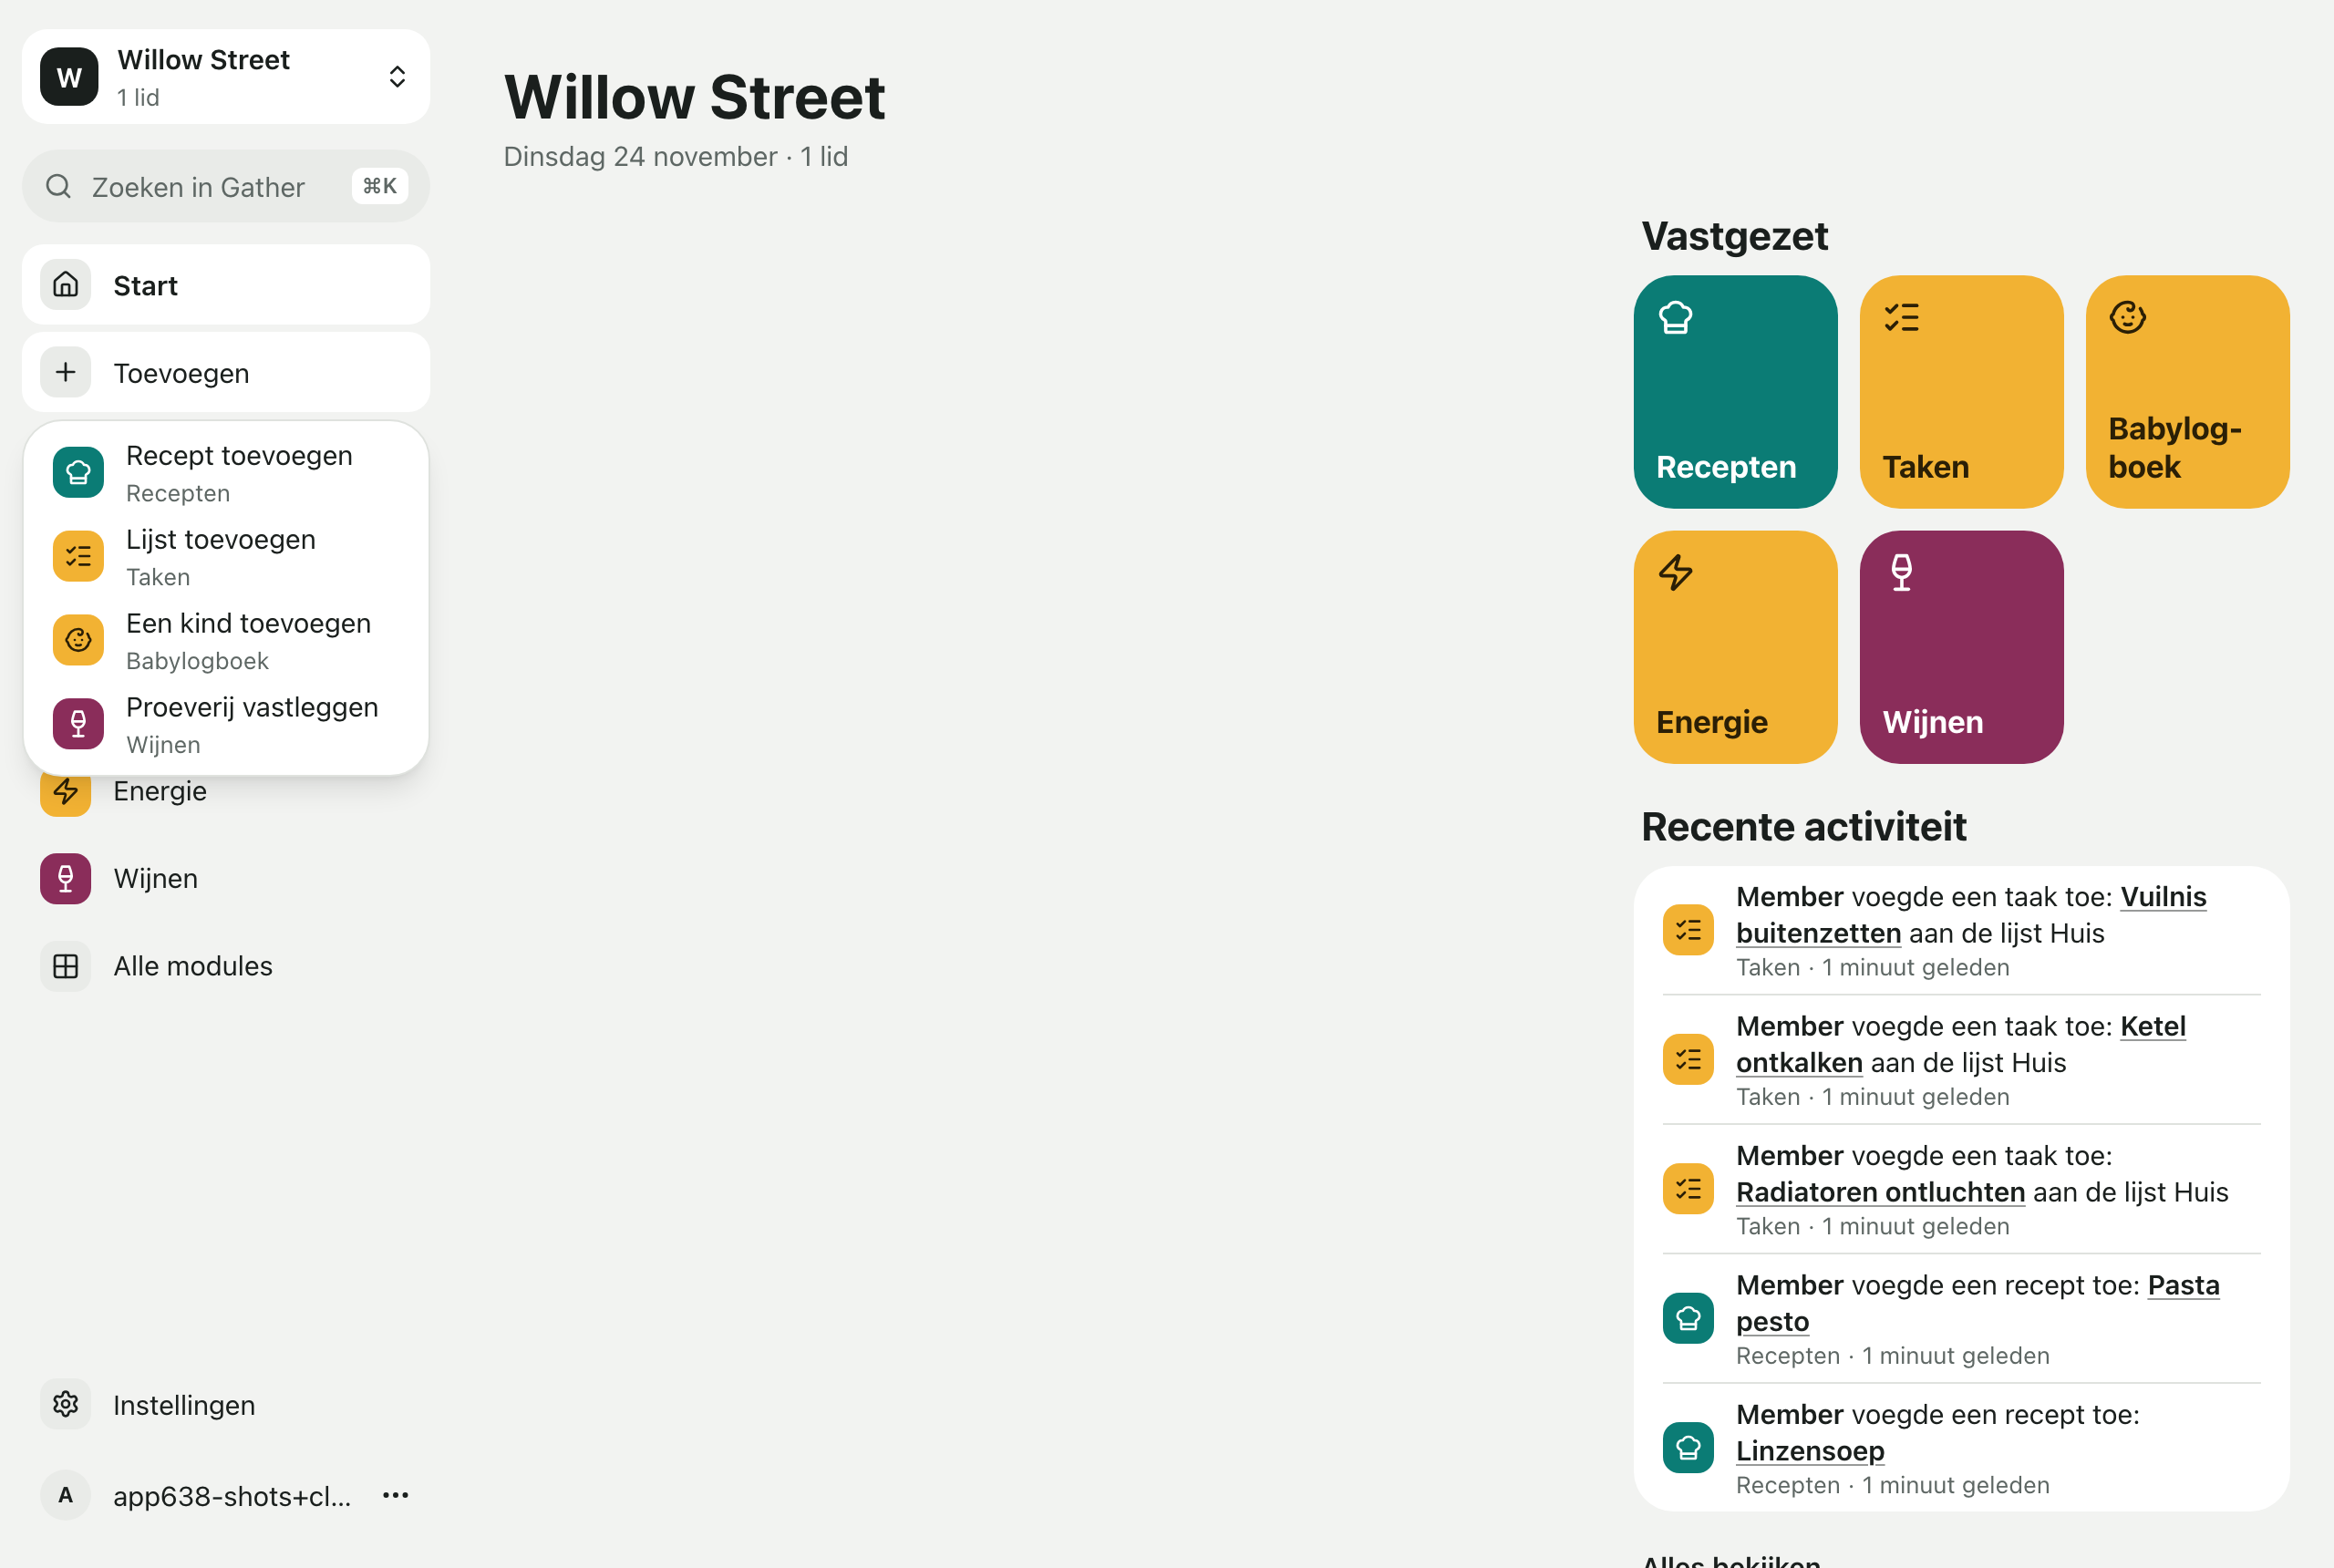 W
Willow Street
1 lid
Zoeken in Gather
⌘K
Start
Toevoegen
Recept toevoegen
Recepten
Lijst toevoegen
Taken
Een kind toevoegen
Babylogboek
Proeverij vastleggen
Wijnen
Energie
Wijnen
Alle modules
Instellingen
A
app638-shots+cl...
Willow Street
Dinsdag 24 november · 1 lid
Vastgezet
Recepten
Taken
Babylog-
boek
Energie
Wijnen
Recente activiteit
Member voegde een taak toe: Vuilnis
buitenzetten aan de lijst Huis
Taken · 1 minuut geleden
Member voegde een taak toe: Ketel
ontkalken aan de lijst Huis
Taken · 1 minuut geleden
Member voegde een taak toe:
Radiatoren ontluchten aan de lijst Huis
Taken · 1 minuut geleden
Member voegde een recept toe: Pasta
pesto
Recepten · 1 minuut geleden
Member voegde een recept toe:
Linzensoep
Recepten · 1 minuut geleden
Alles bekijken